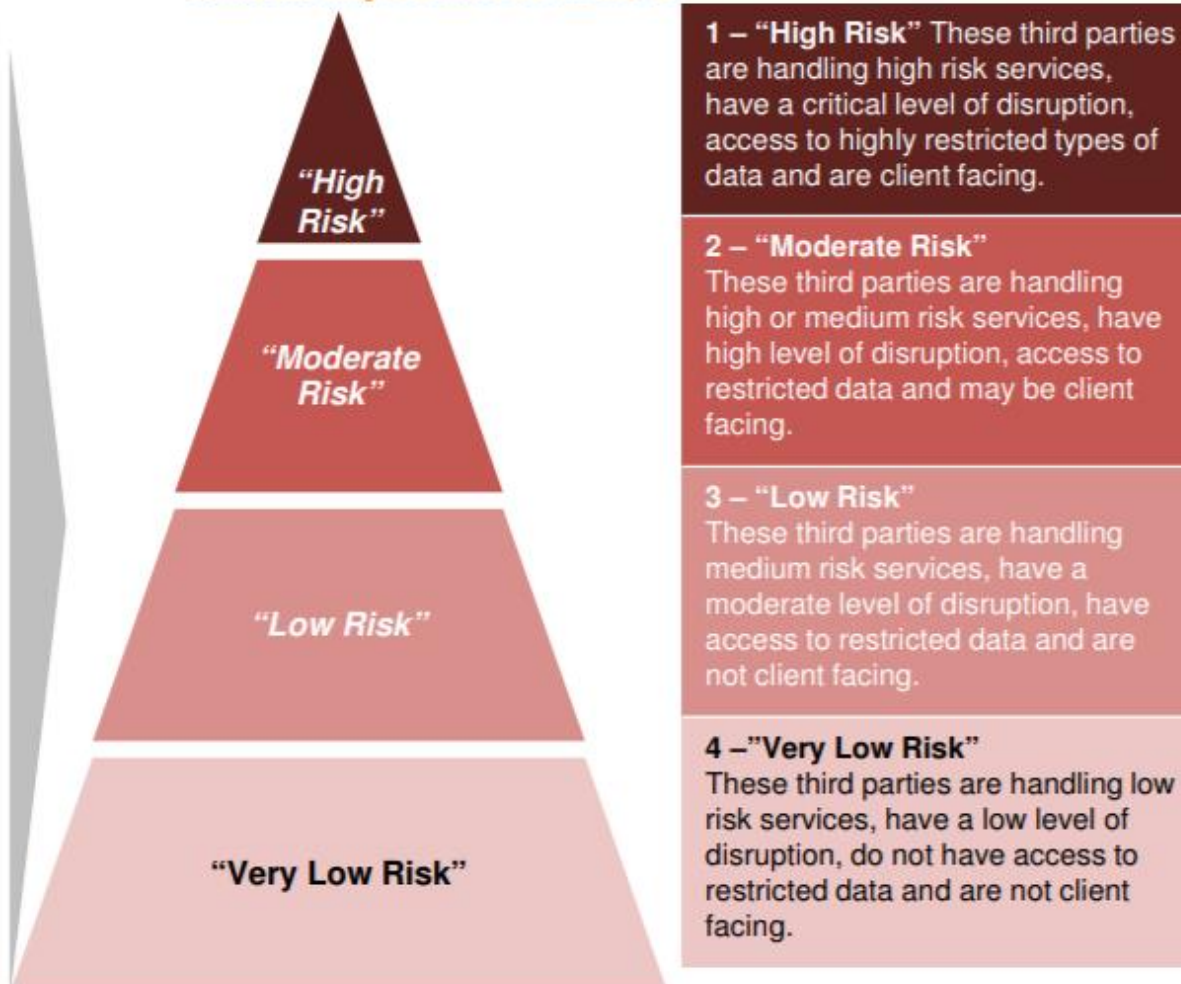 “High
Risk”
“Moderate
Risk”
“Low Risk”
“Very Low Risk”
1 – “High Risk” These third parties
are handling high risk services,
have a critical level of disruption,
access to highly restricted types of
data and are client facing.
2 – “Moderate Risk”
These third parties are handling
high or medium risk services, have
high level of disruption, access to
restricted data and may be client
facing.
3 – “Low Risk”
These third parties are handling
medium risk services, have a
moderate level of disruption, have
access to restricted data and are
not client facing.
4 –”Very Low Risk”
These third parties are handling low
risk services, have a low level of
disruption, do not have access to
restricted data and are not client
facing.